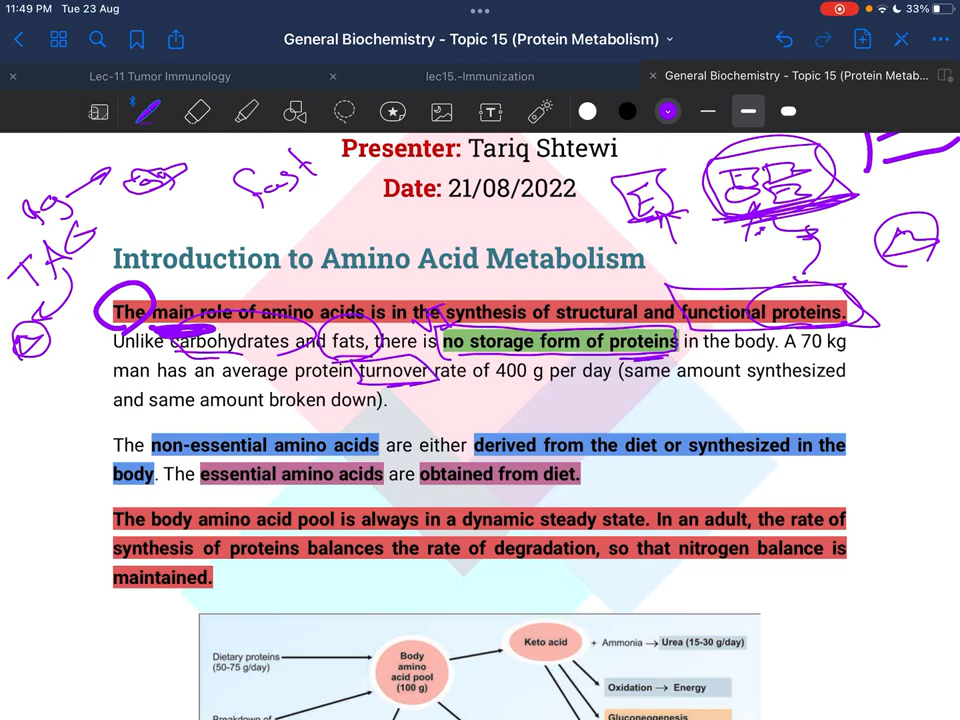 11:49 PM Tue 23 Aug
33%
General Biochemistry - Topic 15 (Protein Metabolism)
Lec-11 Tumor Immunology
lec15.-Immunization
General Biochemistry - Topic 15 (Protein Metab...
Presenter: Tariq Shtewi
Date: 21/08/2022
fast
TAG
Introduction to Amino Acid Metabolism
The main role of amino acids is in the synthesis of structural and functional proteins.
Unlike carbohydrates and fats, there is no storage form of proteins in the body. A 70 kg
man has an average protein turnover rate of 400 g per day (same amount synthesized
and same amount broken down).
The non-essential amino acids are either derived from the diet or synthesized in the
body. The essential amino acids are obtained from diet.
The body amino acid pool is always in a dynamic steady state. In an adult, the rate of
synthesis of proteins balances the rate of degradation, so that nitrogen balance is
maintained.
Dietary proteins
(50-75 g/day)
Body
amino
acid pool
(100 g)
Keto acid
+ Ammonia → Urea (15-30 g/day)
Oxidation → Energy
Gluconeogenesis
Breakdown of